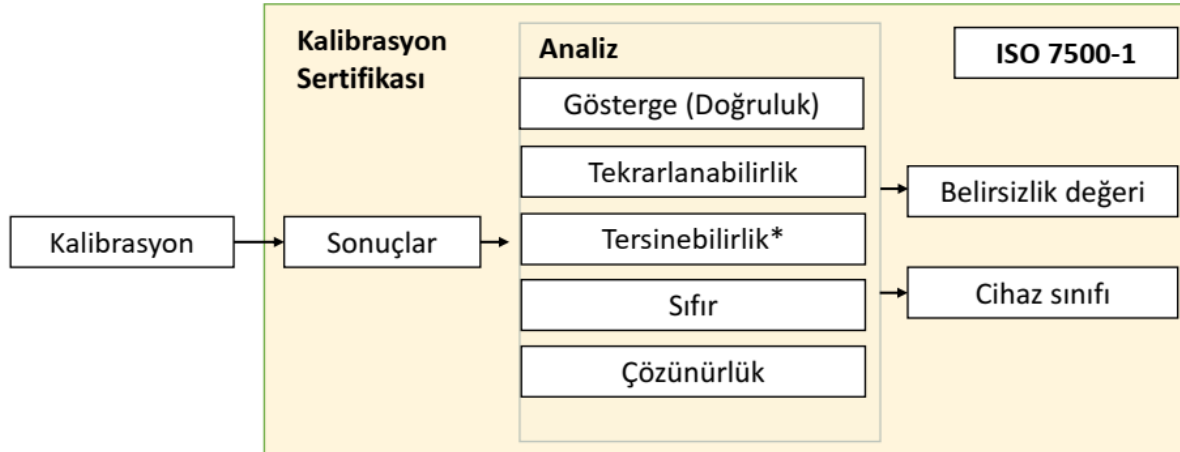 Kalibrasyon
Sertifikası
Analiz
ISO 7500-1
Gösterge (Doğruluk)
Tekrarlanabilirlik
Belirsizlik değeri
Kalibrasyon
Sonuçlar
Tersinebilirlik*
Sıfır
Cihaz sınıfı
Çözünürlük